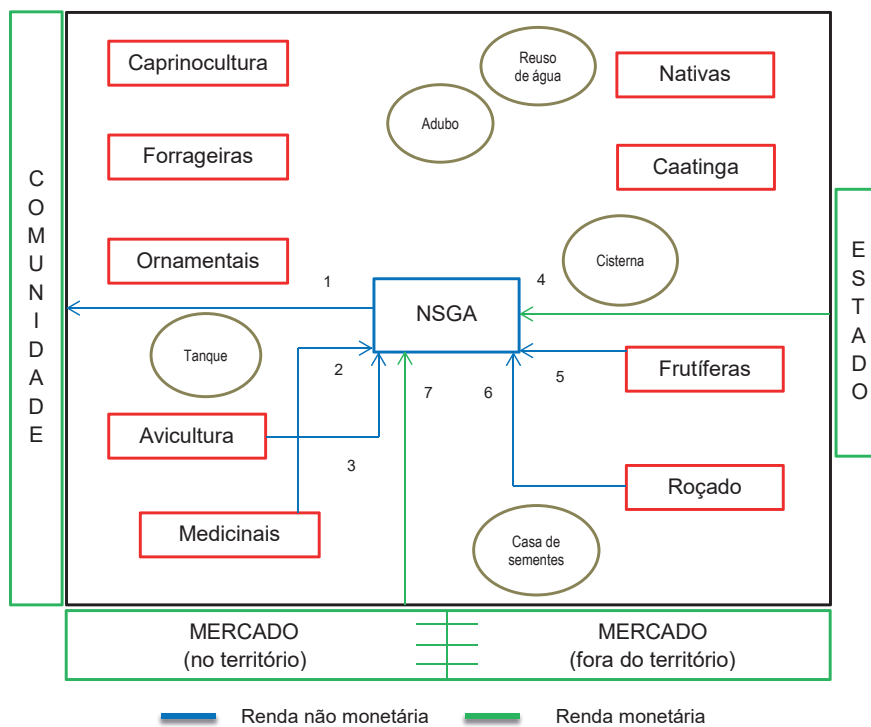 COMUNIDADE
Caprinocultura
Reuso
de água
Nativas
Adubo
Forrageiras
Caatinga
ESTADO
Ornamentais
Cisterna
1
4
NSGA
Tanque
2
5
Frutíferas
7
6
Avicultura
3
Roçado
Medicinais
Casa de
sementes
MERCADO
(no território)
MERCADO
(fora do território)
Renda não monetária
Renda monetária